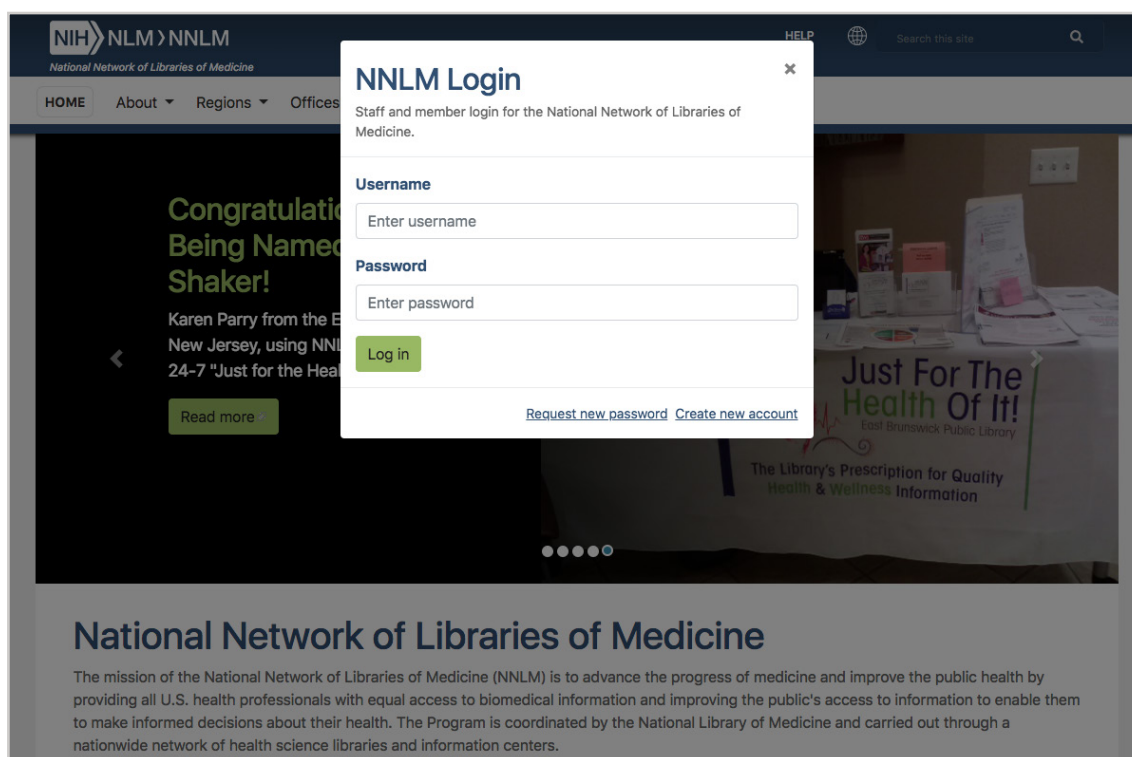 NIH NLM NNLM
National Network of Libraries of Medicine
HELP
Search this site
HOME About Regions Offices
NNLM Login
Staff and member login for the National Network of Libraries of
Medicine.
Username
Enter username
Password
Enter password
Log in
Request new password Create new account
Congratulatio
Being Named
Shaker!
Karen Parry from the E
New Jersey, using NNL
24-7 "Just for the Heal
Read more
Just For The
Health Of It!
East Brunswick Public Library
The Library's Prescription for Quality
Health & Wellness Information
National Network of Libraries of Medicine
The mission of the National Network of Libraries of Medicine (NNLM) is to advance the progress of medicine and improve the public health by
providing all U.S. health professionals with equal access to biomedical information and improving the public's access to information to enable them
to make informed decisions about their health. The Program is coordinated by the National Library of Medicine and carried out through a
nationwide network of health science libraries and information centers.